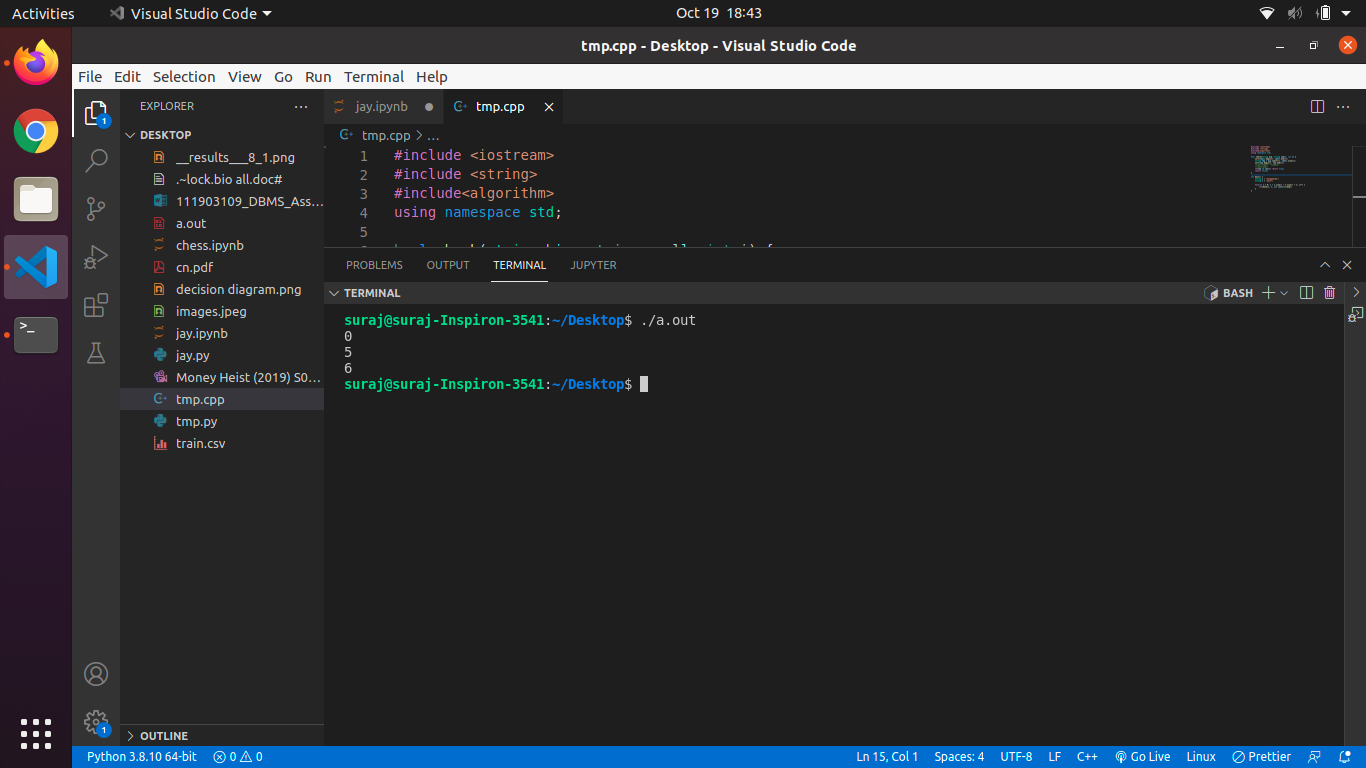 Activities
Visual Studio Code
Oct 19 18:43
tmp.cpp - Desktop - Visual Studio Code
File Edit Selection View Go Run Terminal Help
EXPLORER
DESKTOP
__results___8_1.png
.~lock.bio all.doc#
111903109_DBMS_Ass...
a.out
chess.ipynb
cn.pdf
decision diagram.png
images.jpeg
jay.ipynb
jay.py
Money Heist (2019) S0...
tmp.cpp
tmp.py
train.csv
OUTLINE
1
1
jay.ipynb
tmp.cpp
tmp.cpp > ...
1 #include <iostream>
2 #include <string>
3 #include<algorithm>
4 using namespace std;
5
PROBLEMS OUTPUT TERMINAL JUPYTER
TERMINAL
BASH
suraj@suraj-Inspiron-3541:~/Desktop$ ./a.out
0
5
6
suraj@suraj-Inspiron-3541:~/Desktop$
Python 3.8.10 64-bit
0 0
Ln 15, Col 1
Spaces: 4
UTF-8
LF
C++
Go Live
Linux
Prettier